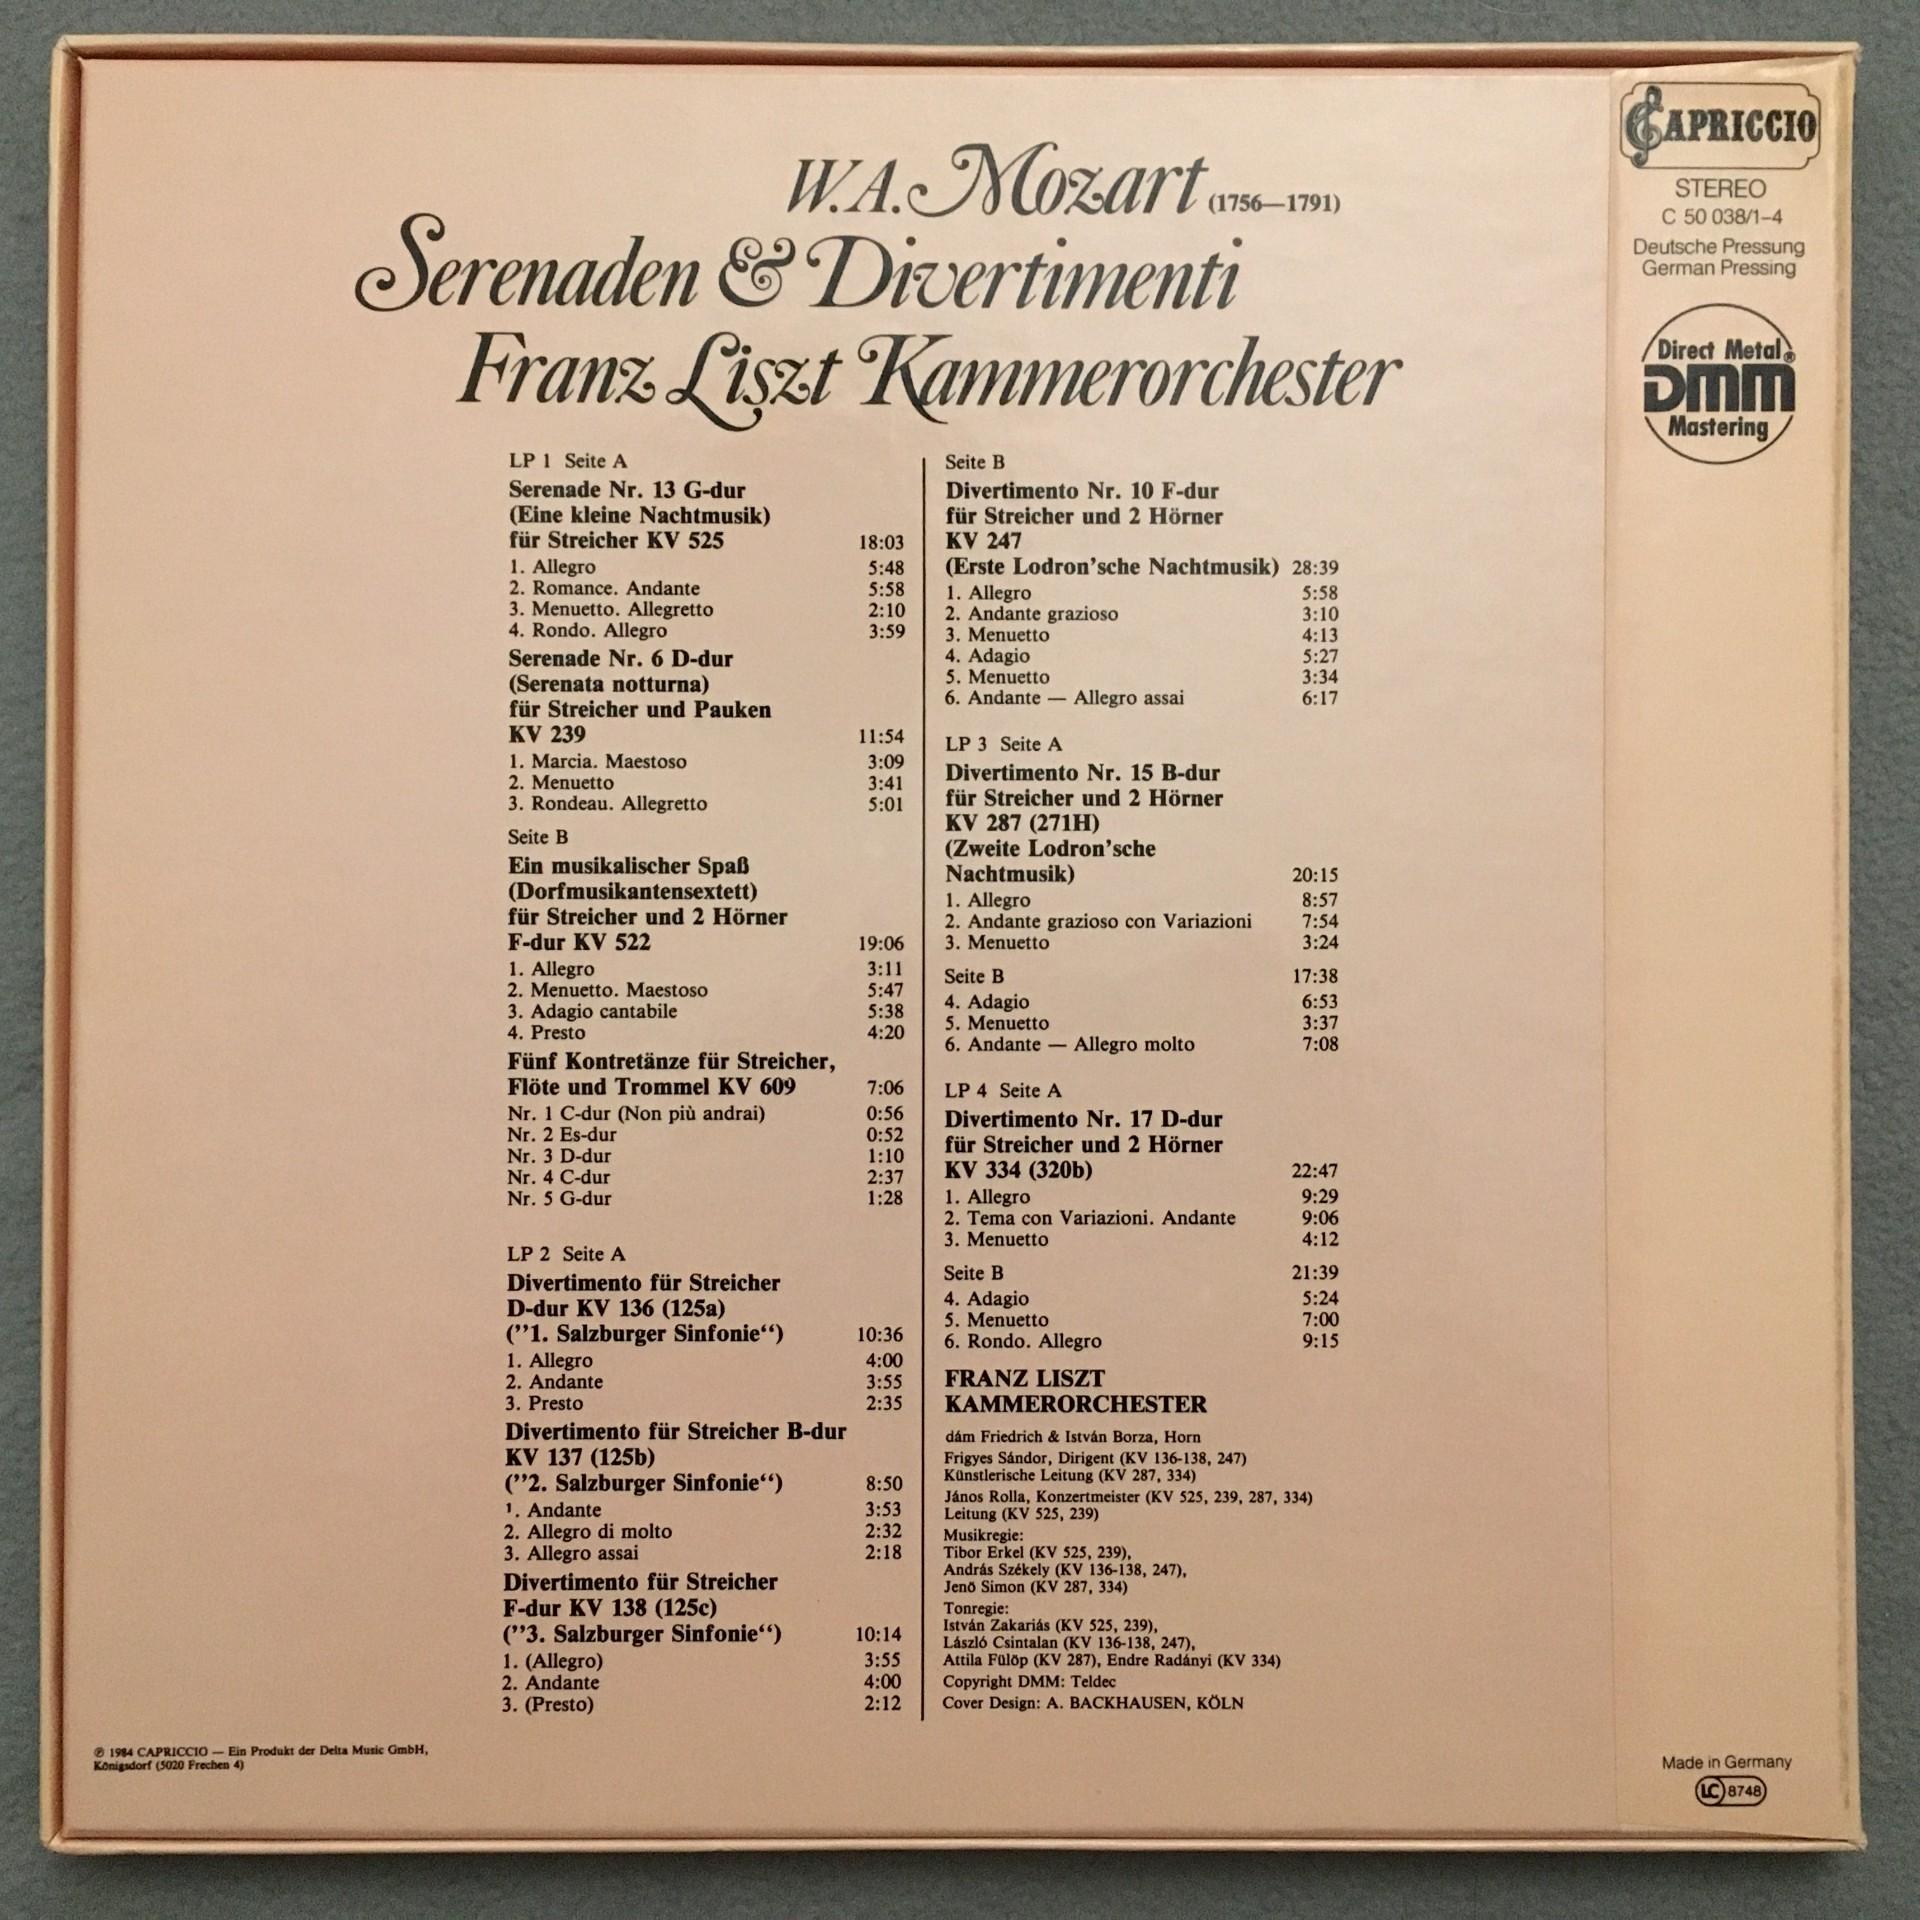 W.A. Mozart (1756—1791)
Serenaden & Divertimenti
Franz Liszt Kammerorchester
LP 1 Seite A
Serenade Nr. 13 G-dur
(Eine kleine Nachtmusik)
für Streicher KV 525 18:03
1. Allegro 5:48
2. Romance. Andante 5:58
3. Menuetto. Allegretto 2:10
4. Rondo. Allegro 3:59
Serenade Nr. 6 D-dur
(Serenata notturna)
für Streicher und Pauken
KV 239 11:54
1. Marcia. Maestoso 3:09
2. Menuetto 3:41
3. Rondeau. Allegretto 5:01
Seite B
Ein musikalischer Spaß
(Dorfmusikantensextett)
für Streicher und 2 Hörner
F-dur KV 522 19:06
1. Allegro 3:11
2. Menuetto. Maestoso 5:47
3. Adagio cantabile 5:38
4. Presto 4:20
Fünf Kontretänze für Streicher,
Flöte und Trommel KV 609 7:06
Nr. 1 C-dur (Non più andrai) 0:56
Nr. 2 Es-dur 0:52
Nr. 3 D-dur 1:10
Nr. 4 C-dur 2:37
Nr. 5 G-dur 1:28
LP 2 Seite A
Divertimento für Streicher
D-dur KV 136 (125a)
(”1. Salzburger Sinfonie“) 10:36
1. Allegro 4:00
2. Andante 3:55
3. Presto 2:35
Divertimento für Streicher B-dur
KV 137 (125b)
(”2. Salzburger Sinfonie“) 8:50
1. Andante 3:53
2. Allegro di molto 2:32
3. Allegro assai 2:18
Divertimento für Streicher
F-dur KV 138 (125c)
(”3. Salzburger Sinfonie“) 10:14
1. (Allegro) 3:55
2. Andante 4:00
3. (Presto) 2:12
Seite B
Divertimento Nr. 10 F-dur
für Streicher und 2 Hörner
KV 247
(Erste Lodron’sche Nachtmusik) 28:39
1. Allegro 5:58
2. Andante grazioso 3:10
3. Menuetto 4:13
4. Adagio 5:27
5. Menuetto 3:34
6. Andante — Allegro assai 6:17
LP 3 Seite A
Divertimento Nr. 15 B-dur
für Streicher und 2 Hörner
KV 287 (271H)
(Zweite Lodron’sche
Nachtmusik) 20:15
1. Allegro 8:57
2. Andante grazioso con Variazioni 7:54
3. Menuetto 3:24
Seite B 17:38
4. Adagio 6:53
5. Menuetto 3:37
6. Andante — Allegro molto 7:08
LP 4 Seite A
Divertimento Nr. 17 D-dur
für Streicher und 2 Hörner
KV 334 (320b) 22:47
1. Allegro 9:29
2. Tema con Variazioni. Andante 9:06
3. Menuetto 4:12
Seite B 21:39
4. Adagio 5:24
5. Menuetto 7:00
6. Rondo. Allegro 9:15
FRANZ LISZT
KAMMERORCHESTER
dám Friedrich & István Borza, Horn
Frigyes Sándor, Dirigent (KV 136-138, 247)
Künstlerische Leitung (KV 287, 334)
János Rolla, Konzertmeister (KV 525, 239, 287, 334)
Leitung (KV 525, 239)
Musikregie:
Tibor Erkel (KV 525, 239),
András Székely (KV 136-138, 247),
Jenö Simon (KV 287, 334)
Tonregie:
István Zakariás (KV 525, 239),
László Csintalan (KV 136-138, 247),
Attila Fülöp (KV 287), Endre Radányi (KV 334)
Copyright DMM: Teldec
Cover Design: A. BACKHAUSEN, KÖLN
℗ 1984 CAPRICCIO — Ein Produkt der Delta Music GmbH,
Königsdorf (5020 Frechen 4)
CAPRICCIO
STEREO
C 50 038/1–4
Deutsche Pressung
German Pressing
Direct Metal®
DMM
Mastering
Made in Germany
LC 8748